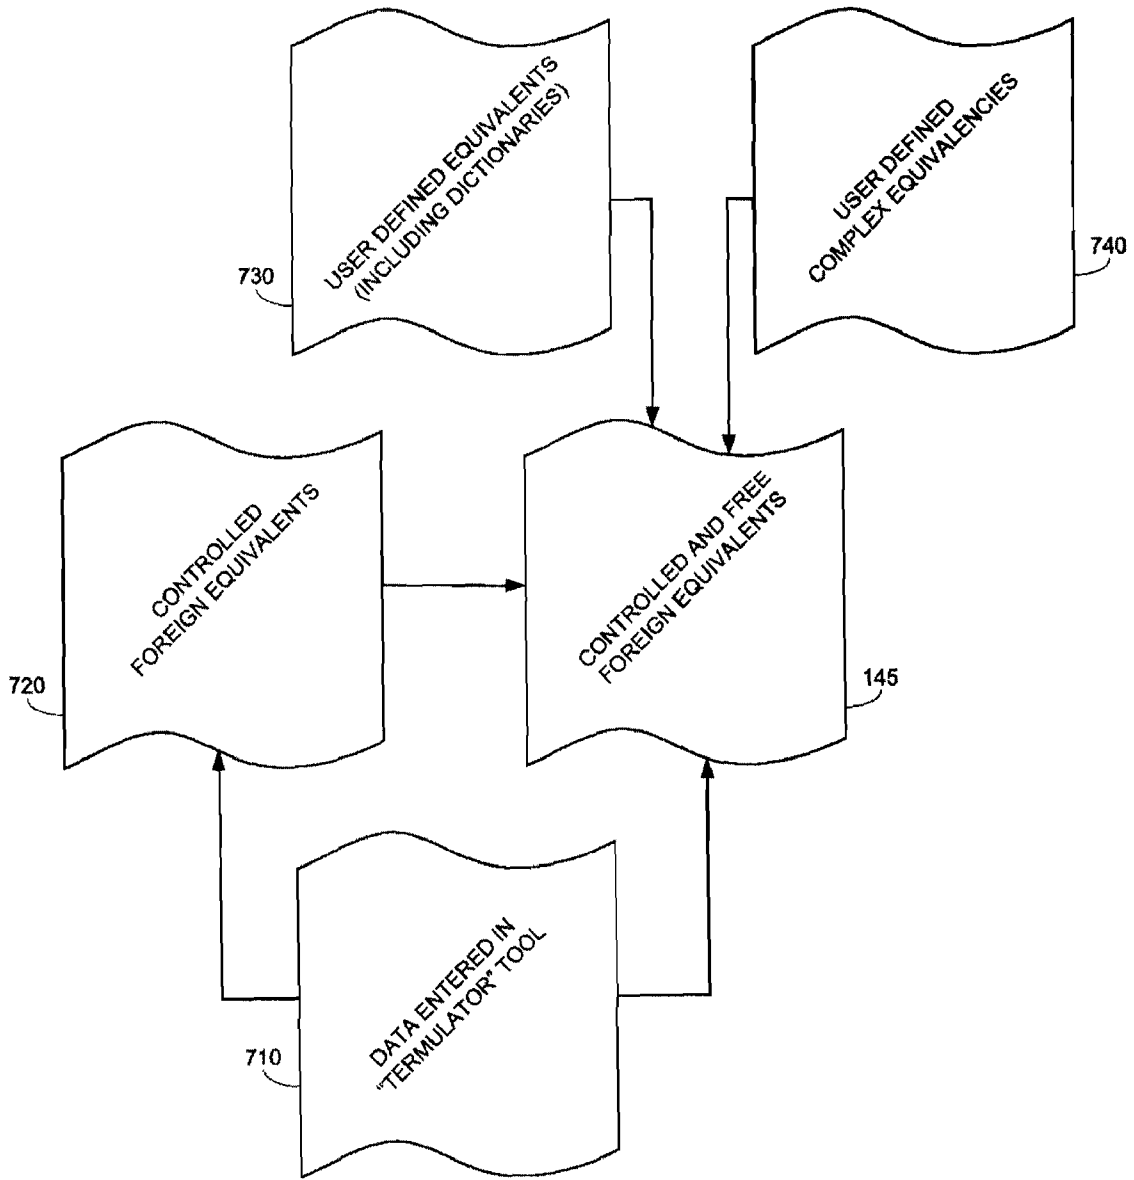 USER DEFINED EQUIVALENTS
(INCLUDING DICTIONARIES)
730
USER DEFINED
COMPLEX EQUIVALENCIES
740
CONTROLLED
FOREIGN EQUIVALENTS
720
CONTROLLED AND FREE
FOREIGN EQUIVALENTS
145
DATA ENTERED IN
"TERMULATOR" TOOL
710